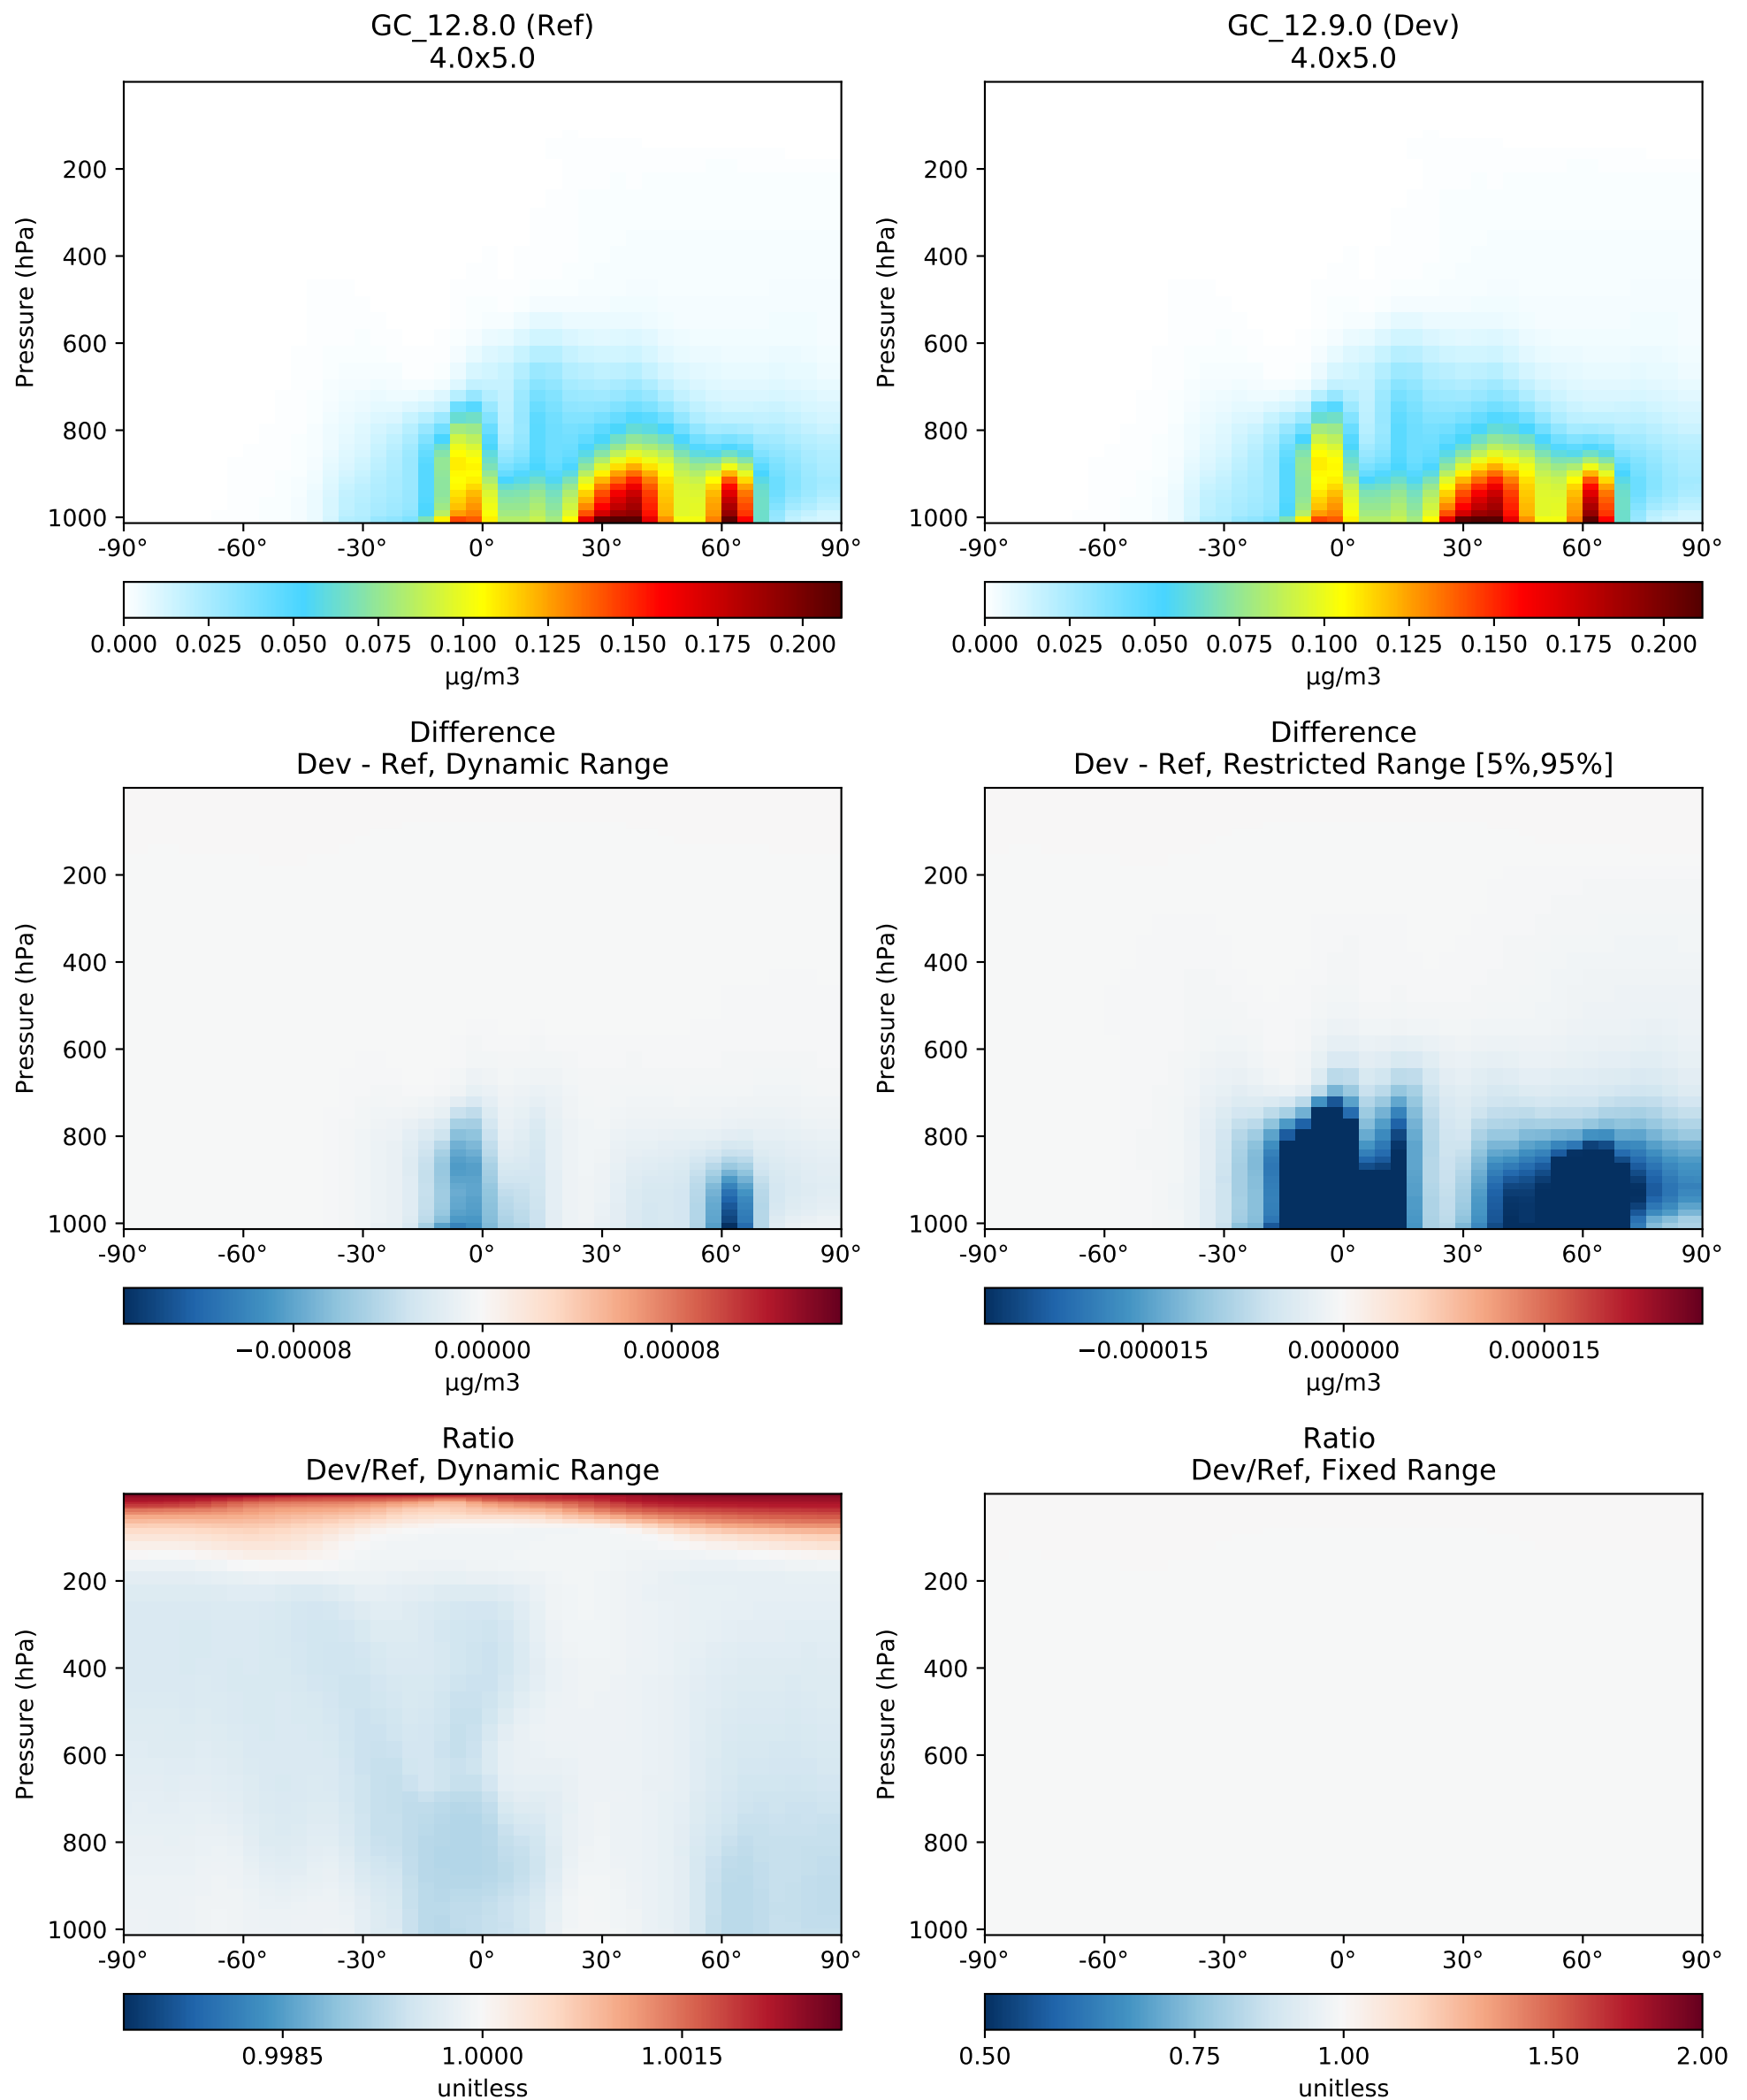 GC_12.8.0 (Ref)
4.0x5.0
Pressure (hPa)
200
400
600
800
1000
-90° -60° -30° 0° 30° 60° 90°
0.000 0.025 0.050 0.075 0.100 0.125 0.150 0.175 0.200
µg/m3
GC_12.9.0 (Dev)
4.0x5.0
Pressure (hPa)
200
400
600
800
1000
-90° -60° -30° 0° 30° 60° 90°
0.000 0.025 0.050 0.075 0.100 0.125 0.150 0.175 0.200
µg/m3
Difference
Dev - Ref, Dynamic Range
Pressure (hPa)
200
400
600
800
1000
-90° -60° -30° 0° 30° 60° 90°
−0.00008 0.00000 0.00008
µg/m3
Difference
Dev - Ref, Restricted Range [5%,95%]
Pressure (hPa)
200
400
600
800
1000
-90° -60° -30° 0° 30° 60° 90°
−0.000015 0.000000 0.000015
µg/m3
Ratio
Dev/Ref, Dynamic Range
Pressure (hPa)
200
400
600
800
1000
-90° -60° -30° 0° 30° 60° 90°
0.9985 1.0000 1.0015
unitless
Ratio
Dev/Ref, Fixed Range
Pressure (hPa)
200
400
600
800
1000
-90° -60° -30° 0° 30° 60° 90°
0.50 0.75 1.00 1.50 2.00
unitless